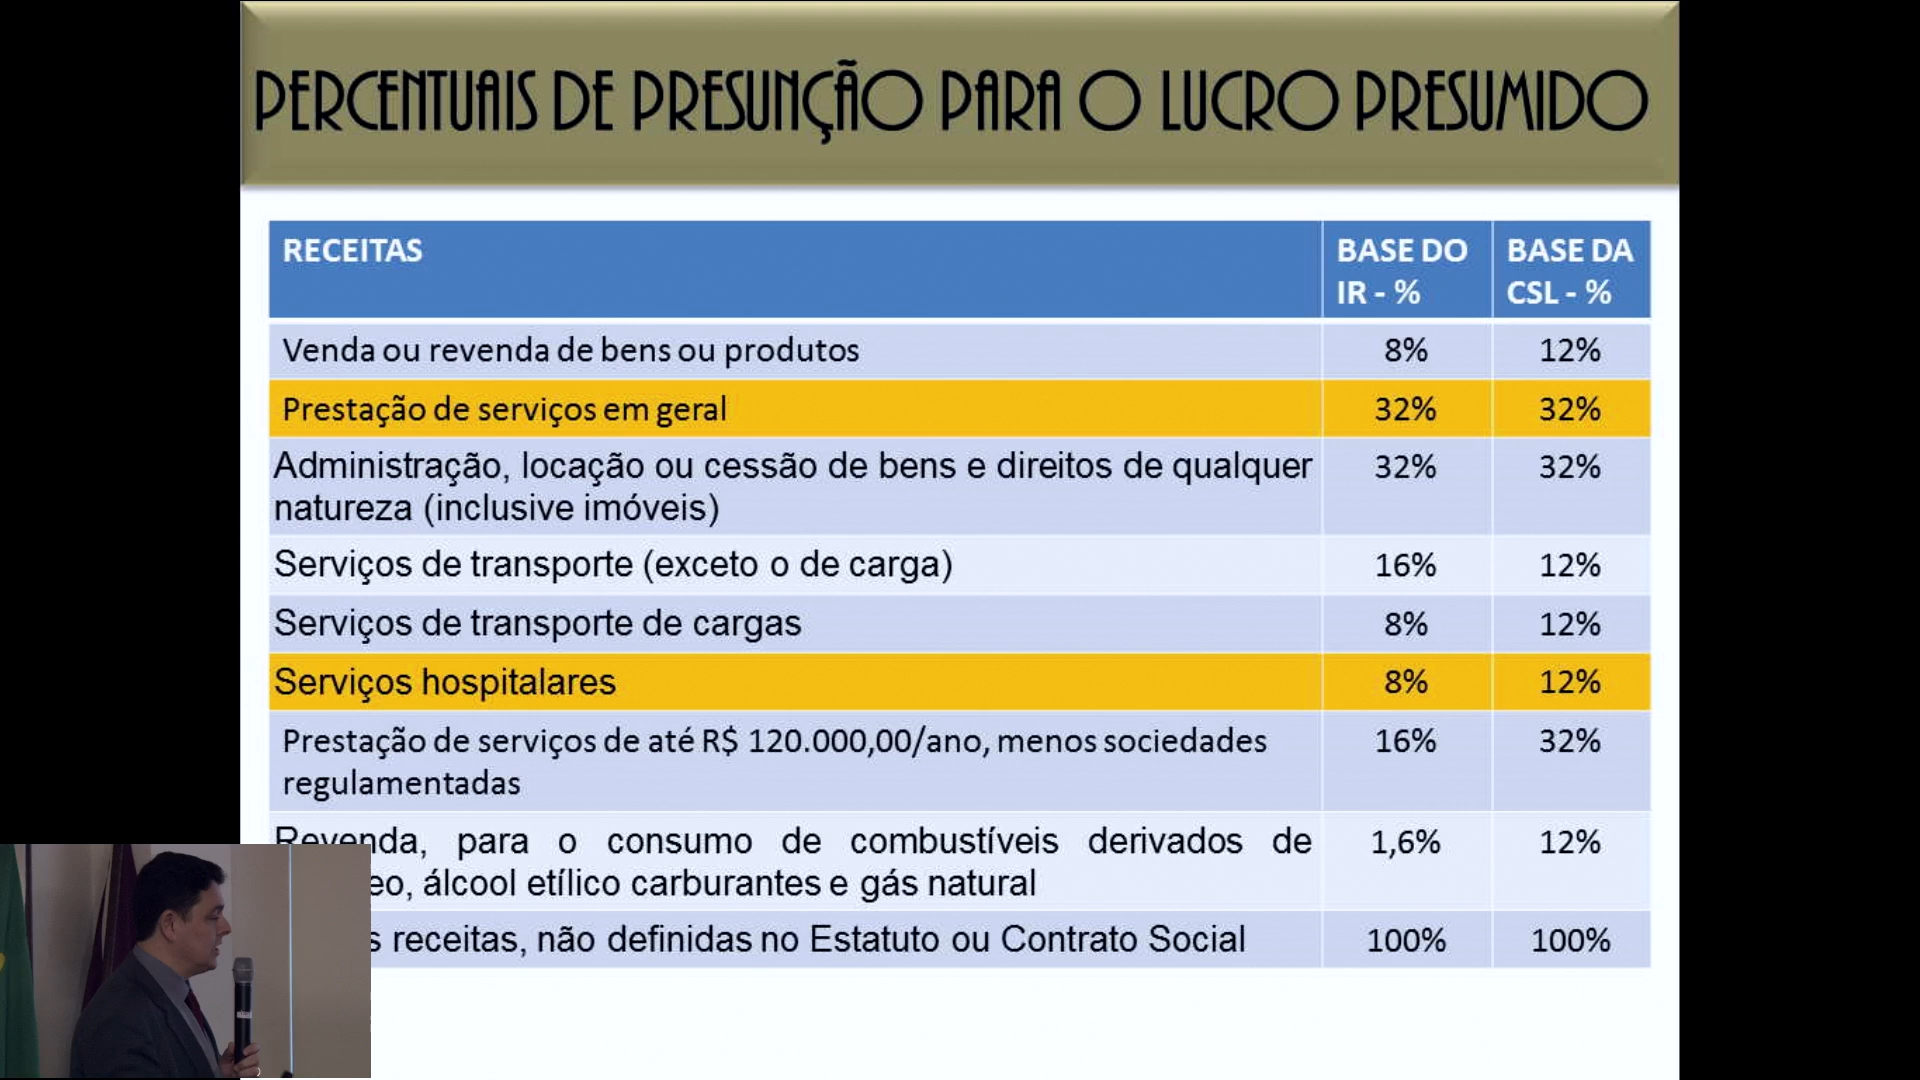 PERCENTUAIS DE PRESUNÇÃO PARA O LUCRO PRESUMIDO
RECEITAS BASE DO BASE DA
IR - % CSL - %
Venda ou revenda de bens ou produtos 8% 12%
Prestação de serviços em geral 32% 32%
Administração, locação ou cessão de bens e direitos de qualquer 32% 32%
natureza (inclusive imóveis)
Serviços de transporte (exceto o de carga) 16% 12%
Serviços de transporte de cargas 8% 12%
Serviços hospitalares 8% 12%
Prestação de serviços de até R$ 120.000,00/ano, menos sociedades 16% 32%
regulamentadas
Revenda, para o consumo de combustíveis derivados de 1,6% 12%
álcool etílico carburantes e gás natural
receitas, não definidas no Estatuto ou Contrato Social 100% 100%